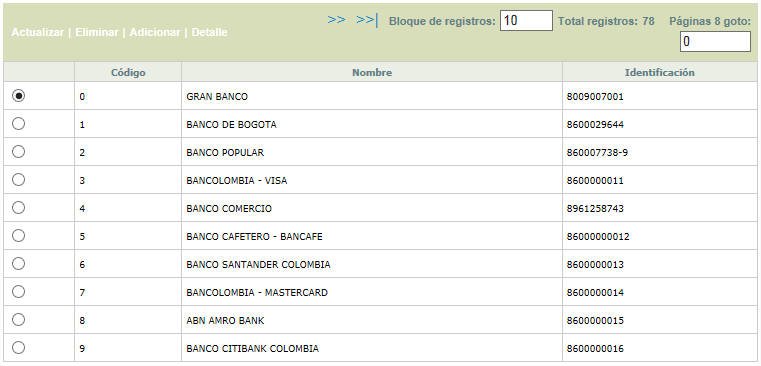 >> >>| Bloque de registros: 10 Total registros: 78 Páginas 8 goto:
Actualizar | Eliminar | Adicionar | Detalle 0
Código Nombre Identificación
0 GRAN BANCO 8009007001
1 BANCO DE BOGOTA 8600029644
2 BANCO POPULAR 860007738-9
3 BANCOLOMBIA - VISA 8600000011
4 BANCO COMERCIO 8961258743
5 BANCO CAFETERO - BANCAFE 86000000012
6 BANCO SANTANDER COLOMBIA 8600000013
7 BANCOLOMBIA - MASTERCARD 8600000014
8 ABN AMRO BANK 8600000015
9 BANCO CITIBANK COLOMBIA 8600000016